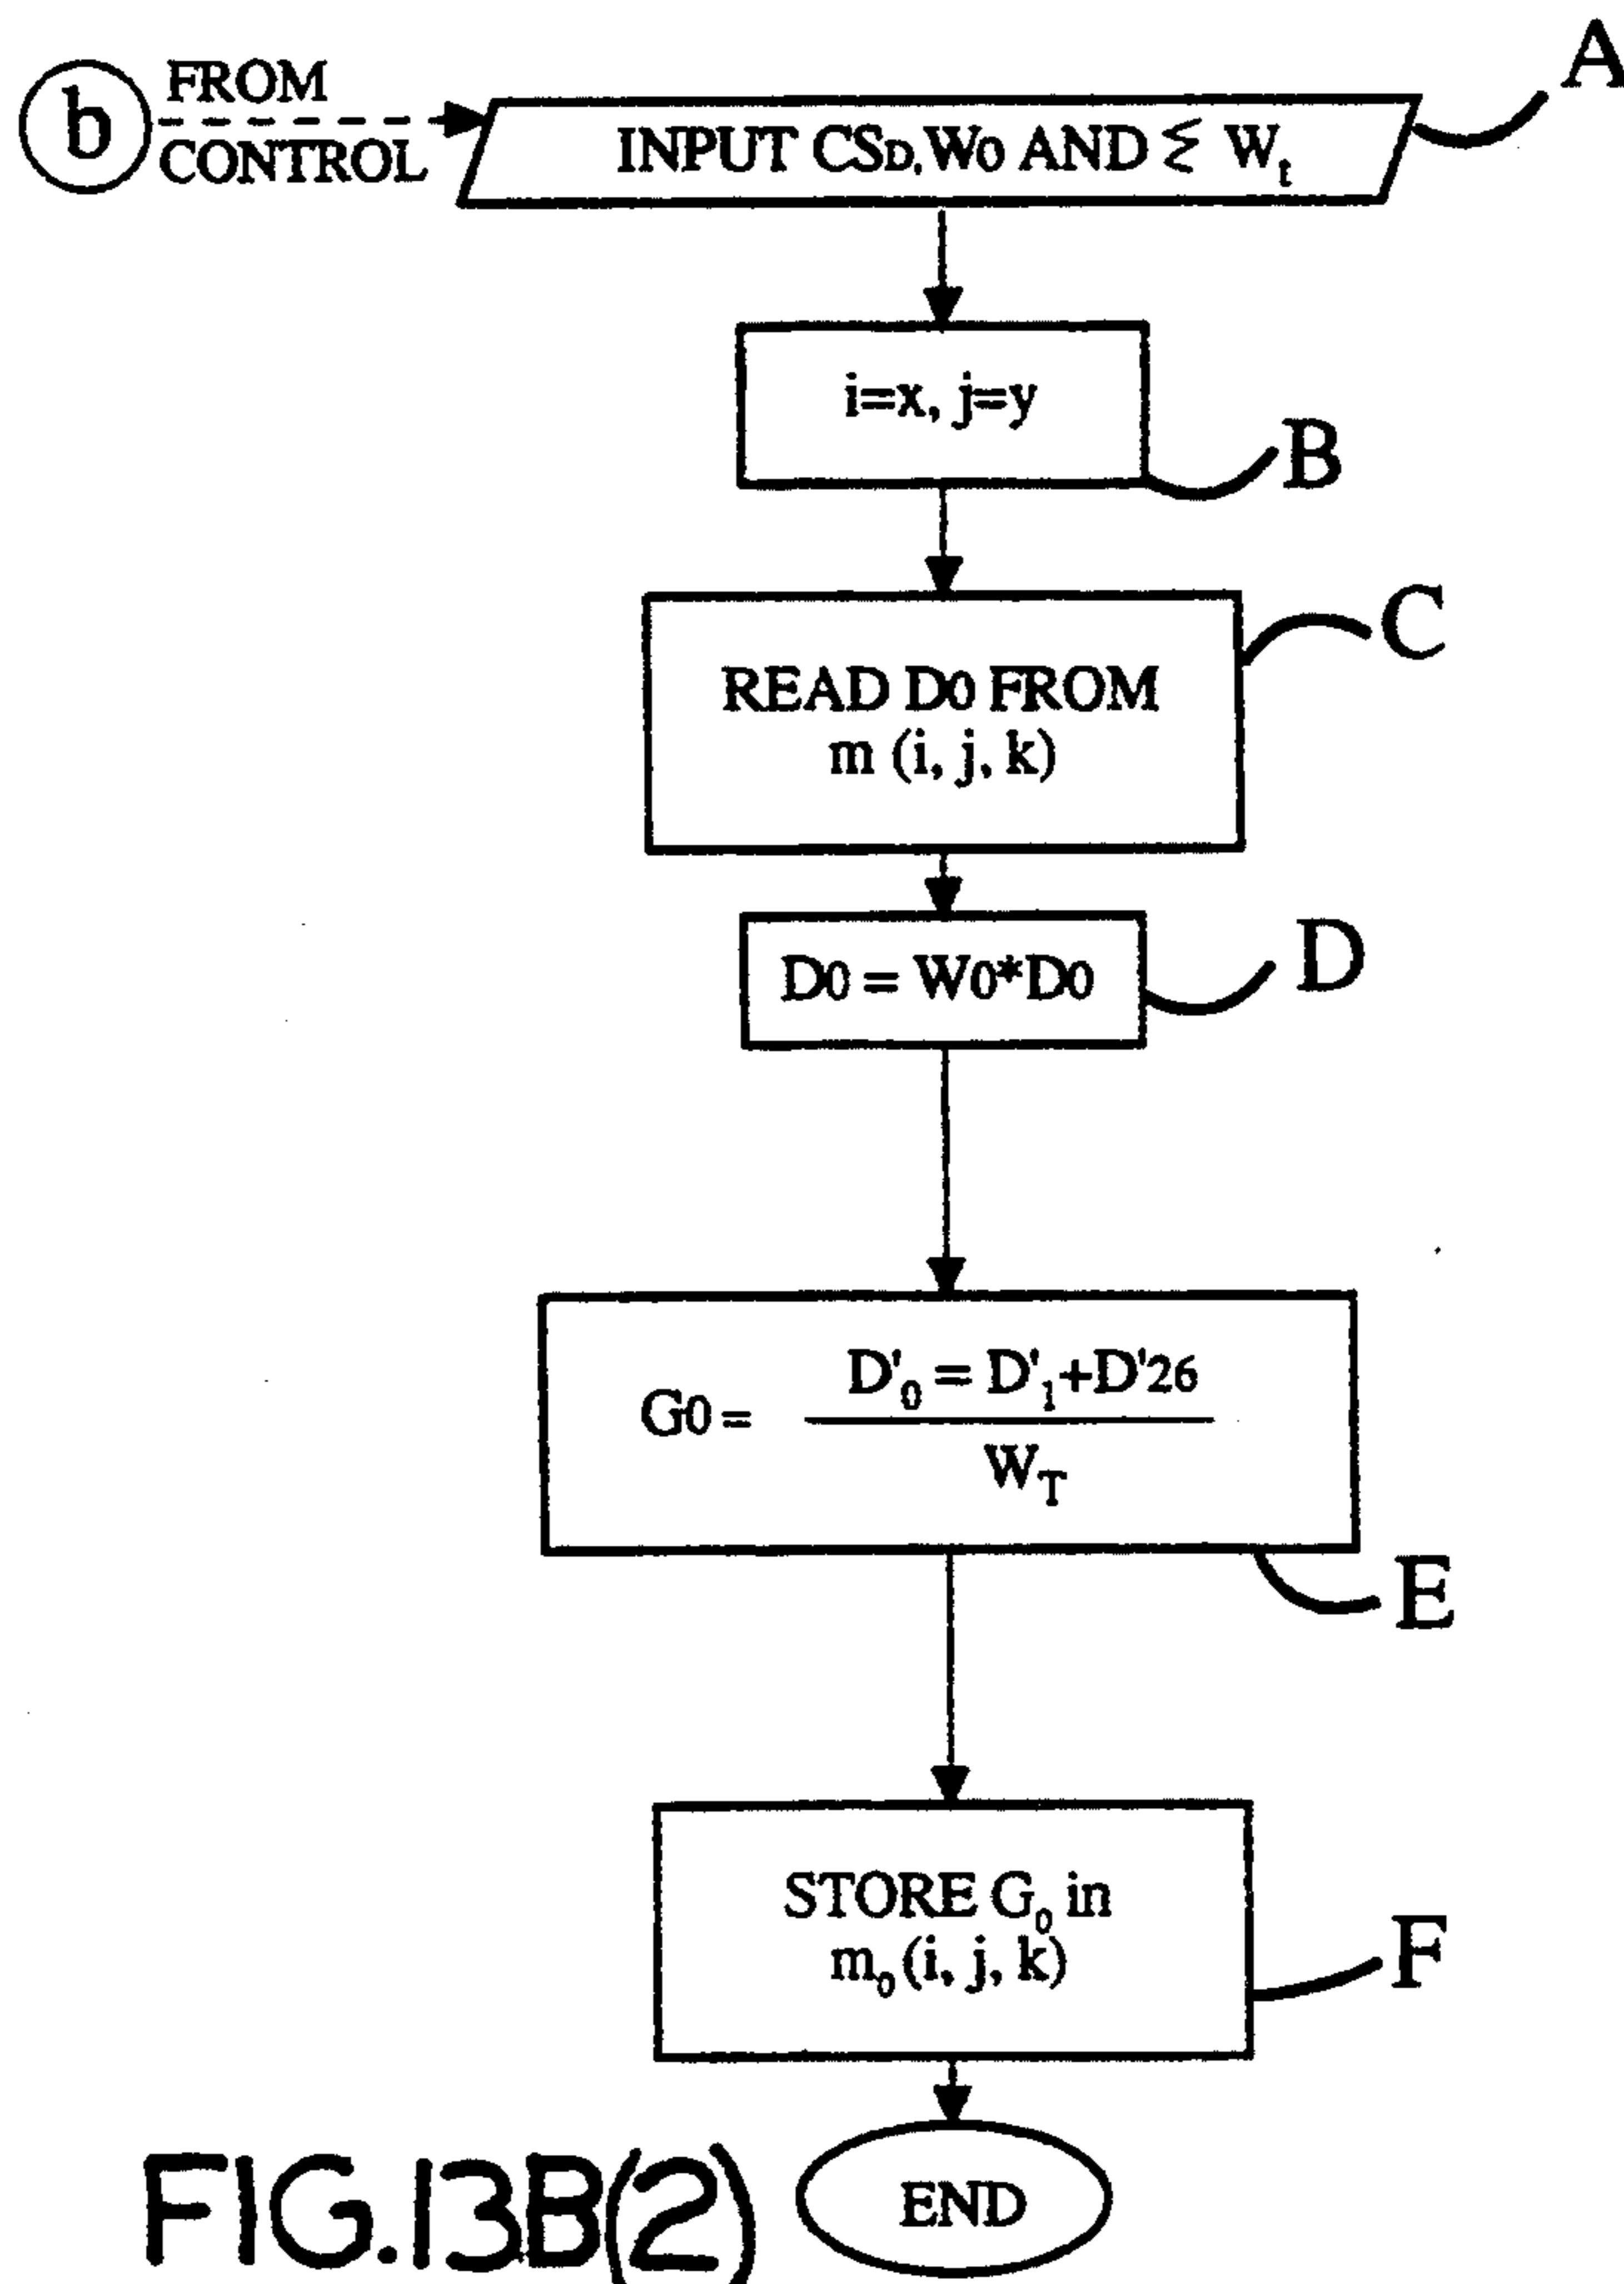 A
b
FROM
CONTROL
INPUT CSD, W0 AND Σ Wt
i=x, j=y
B
C
READ D0 FROM
m (i, j, k)
D0 = W0*D0
D
D'0 = D'1+D'26
G0 =
WT
E
STORE G0 in
m0 (i, j, k)
F
END
FIG.13B(2)